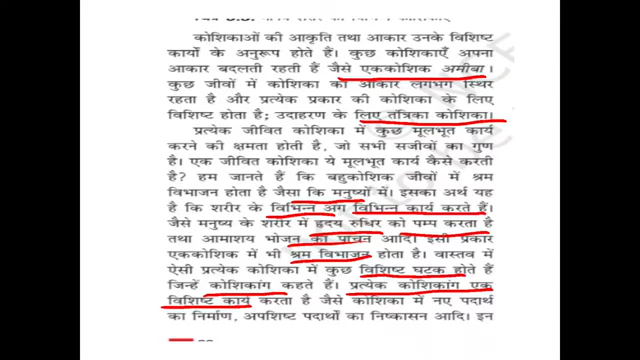 कोशिकाओं की आकृति तथा आकार उनके विशिष्ट
कार्यों के अनुरूप होते हैं। कुछ कोशिकाएँ अपना
आकार बदलती रहती हैं जैसे एककोशिक अमीबा।
कुछ जीवों में कोशिका का आकार लगभग स्थिर
रहता है और प्रत्येक प्रकार की कोशिका के लिए
विशिष्ट होता है; उदाहरण के लिए तंत्रिका कोशिका।
प्रत्येक जीवित कोशिका में कुछ मूलभूत कार्य
करने की क्षमता होती है, जो सभी सजीवों का गुण
है। एक जीवित कोशिका ये मूलभूत कार्य कैसे करती
है? हम जानते हैं कि बहुकोशिक जीवों में श्रम
विभाजन होता है जैसा कि मनुष्यों में। इसका अर्थ यह
है कि शरीर के विभिन्न अंग विभिन्न कार्य करते हैं।
जैसे मनुष्य के शरीर में हृदय रुधिर को पम्प करता है
तथा आमाशय भोजन का पाचन आदि। इसी प्रकार
एककोशिक में भी श्रम विभाजन होता है। वास्तव में
ऐसी प्रत्येक कोशिका में कुछ विशिष्ट घटक होते हैं
जिन्हें कोशिकांग कहते हैं। प्रत्येक कोशिकांग एक
विशिष्ट कार्य करता है जैसे कोशिका में नए पदार्थ
का निर्माण, अपशिष्ट पदार्थों का निष्कासन आदि। इन